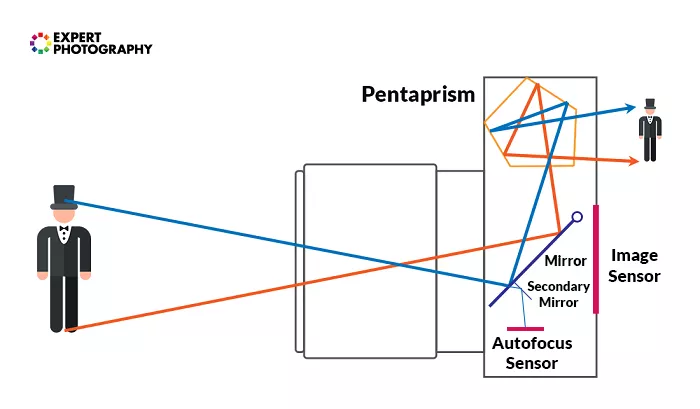 EXPERT
PHOTOGRAPHY
Pentaprism
Mirror
Image
Sensor
Secondary
Mirror
Autofocus
Sensor